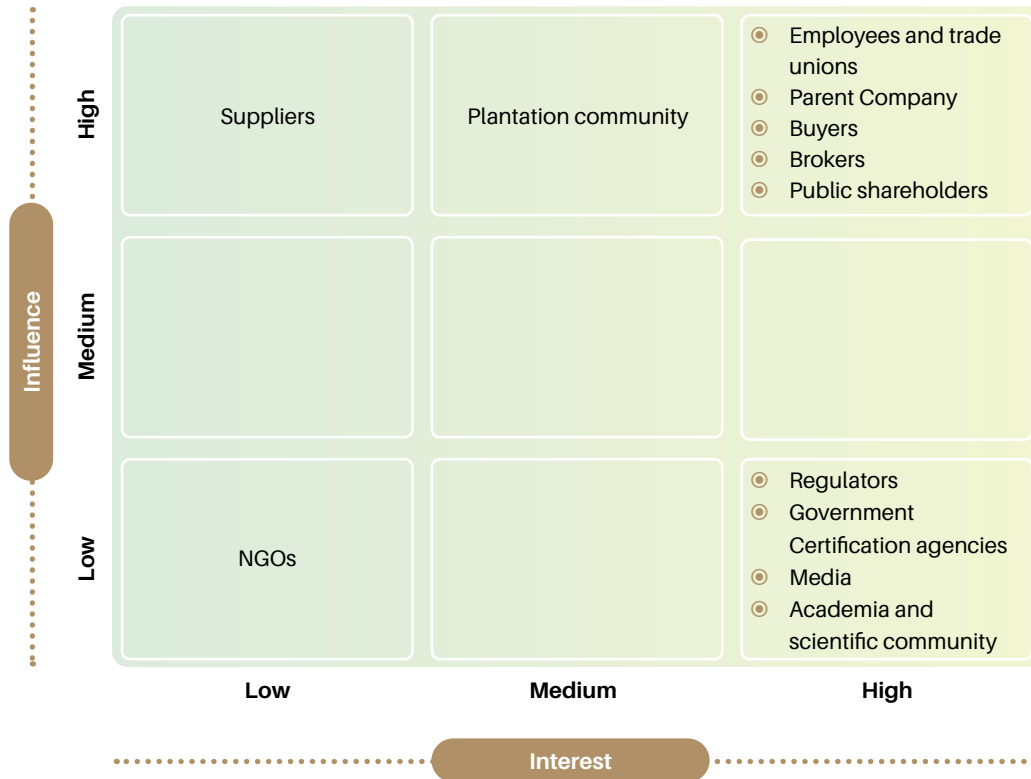 Influence
High
Suppliers
Plantation community
Employees and trade
unions
Parent Company
Buyers
Brokers
Public shareholders
Medium
Low
NGOs
Regulators
Government
Certification agencies
Media
Academia and
scientific community
Low
Medium
High
Interest